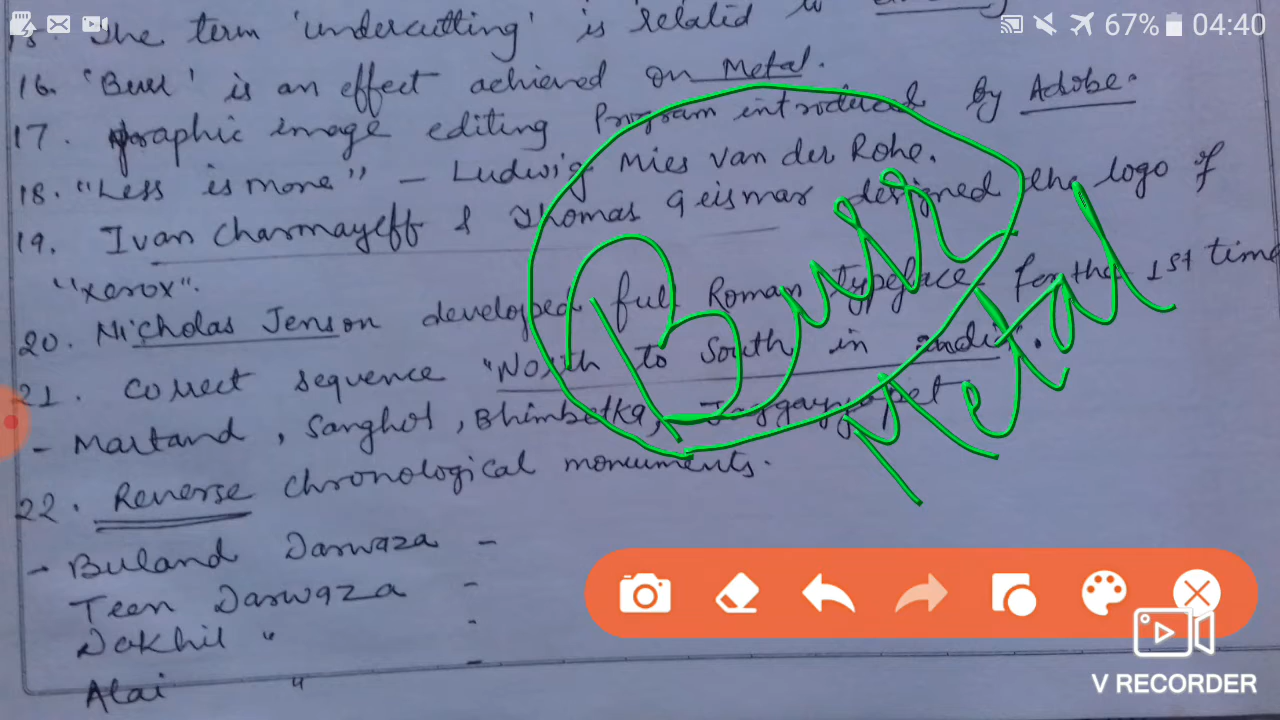 67% 04:40
The term 'undercutting' is related to
16. 'Burr' is an effect achieved on Metal.
17. graphic image editing Program introduced by Adobe.
18. "Less is more" - Ludwig Mies van der Rohe.
19. Ivan Charmayeff & Thomas Geismar designed the logo of
"xerox".
20. Nicholas Jenson developed full Roman typeface for the 1st time
21. Correct sequence "North to South in India".
- Martand, Sanghol, Bhimbetka, Jaggayyapet
22. Reverse chronological monuments.
- Buland Darwaza -
Teen Darwaza -
Dakhil " -
Alai " -
Burr
Metal
V RECORDER